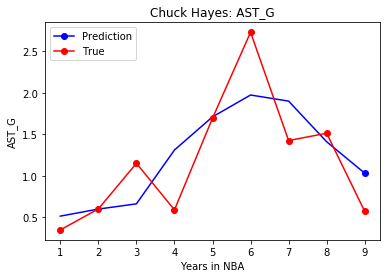 Chuck Hayes: AST_G
Prediction
True
2.5
2.0
1.5
1.0
0.5
AST_G
1 2 3 4 5 6 7 8 9
Years in NBA